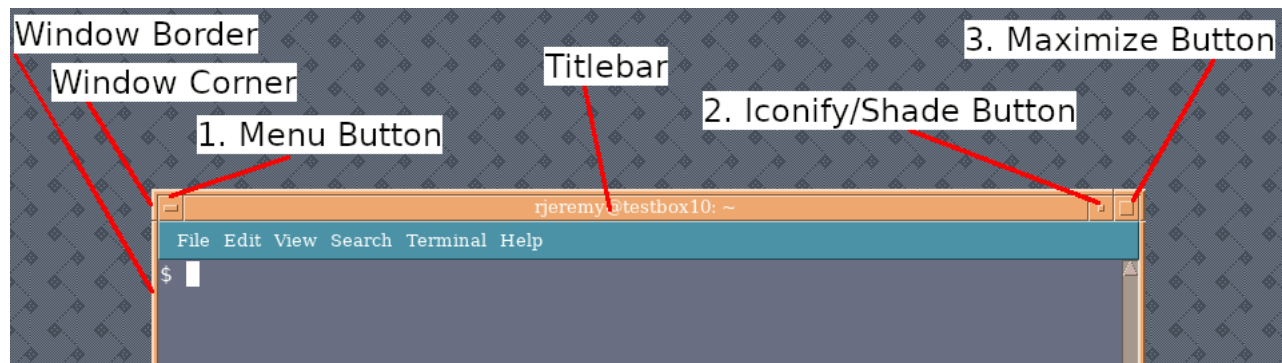 Window Border
3. Maximize Button
Titlebar
Window Corner
2. Iconify/Shade Button
1. Menu Button
rjeremy@testbox10: ~
File Edit View Search Terminal Help
$